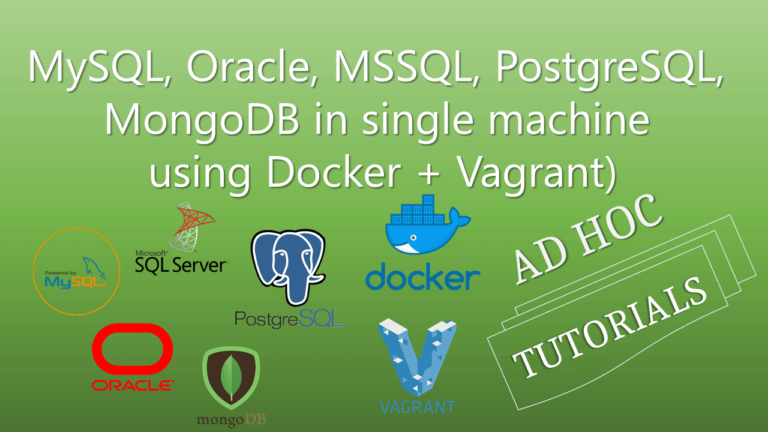 MySQL, Oracle, MSSQL, PostgreSQL,
MongoDB in single machine
using Docker + Vagrant)
AD HOC
TUTORIALS
Powered by
MySQL
Microsoft
SQL Server
PostgreSQL
docker
ORACLE
mongoDB
VAGRANT